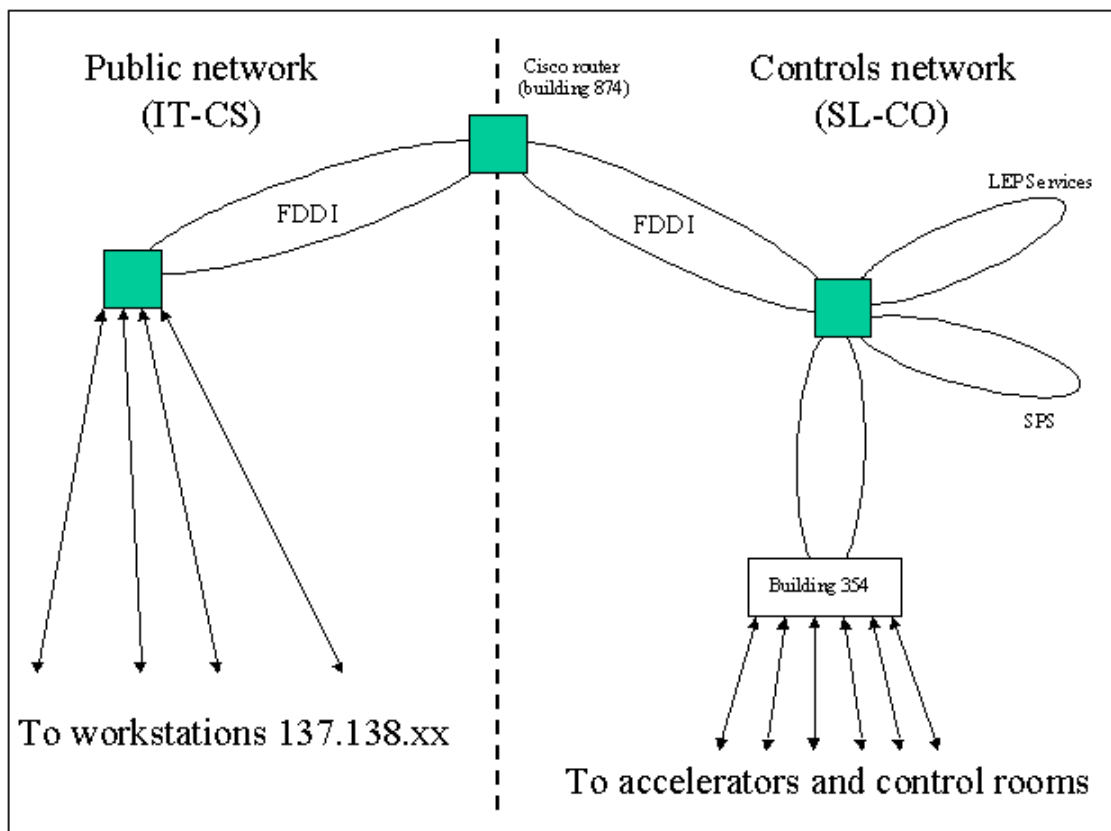 Public network
(IT-CS)
Cisco router
(building 874)
Controls network
(SL-CO)
LEP Services
FDDI
FDDI
SPS
Building 354
To workstations 137.138.xx
To accelerators and control rooms